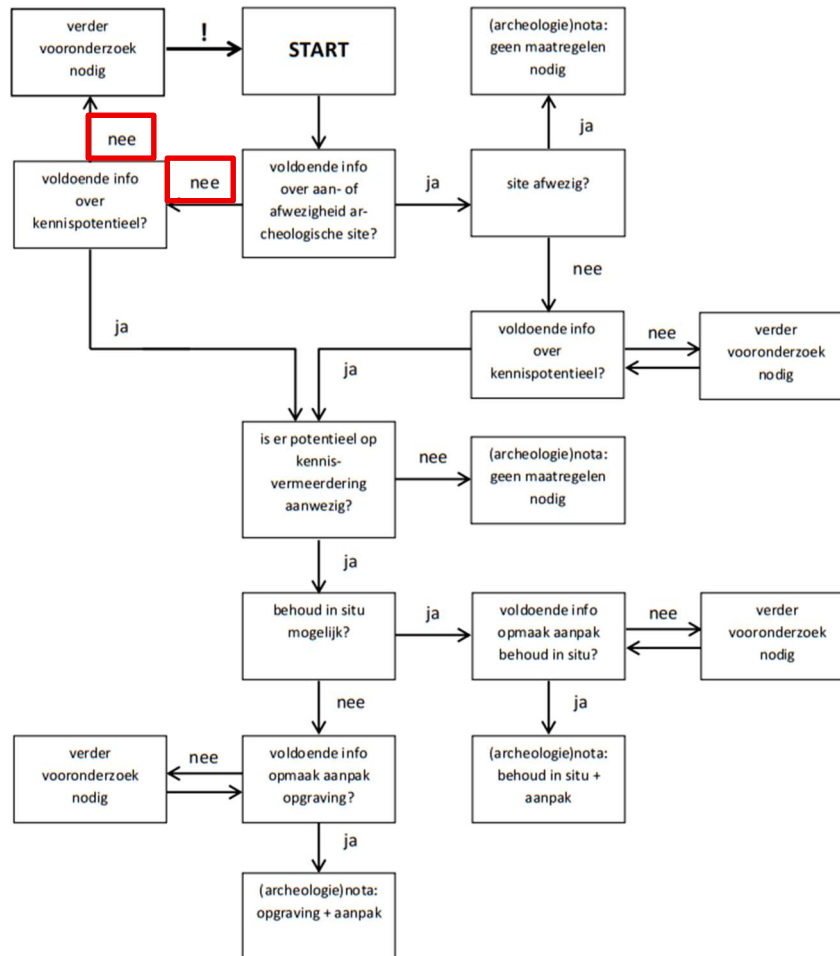 verder
vooronderzoek
nodig
!
START
(archeologie)nota:
geen maatregelen
nodig
nee
ja
voldoende info
over
kennispotentieel?
nee
voldoende info
over aan- of
afwezigheid ar-
cheologische site?
ja
site afwezig?
nee
ja
voldoende info
over
kennispotentieel?
nee
verder
vooronderzoek
nodig
ja
is er potentieel op
kennis-
vermeerdering
aanwezig?
nee
(archeologie)nota:
geen maatregelen
nodig
ja
behoud in situ
mogelijk?
ja
voldoende info
opmaak aanpak
behoud in situ?
nee
verder
vooronderzoek
nodig
nee
ja
verder
vooronderzoek
nodig
nee
voldoende info
opmaak aanpak
opgraving?
(archeologie)nota:
behoud in situ +
aanpak
ja
(archeologie)nota:
opgraving + aanpak